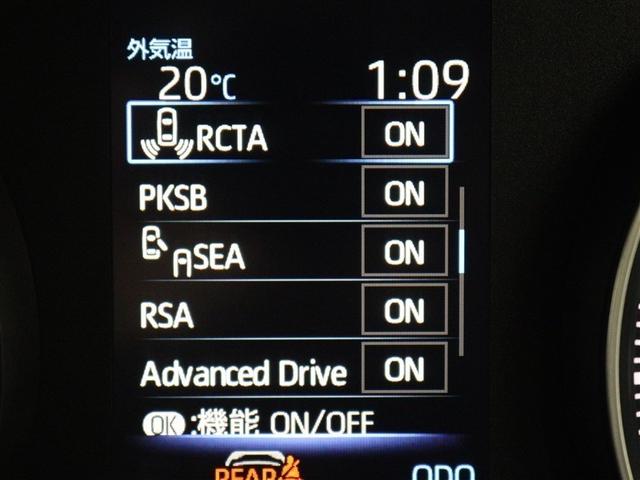 外気温
20℃ 1:09
RCTA ON
PKSB ON
SEA ON
RSA ON
Advanced Drive ON
OK:機能 ON/OFF
REAR ODO